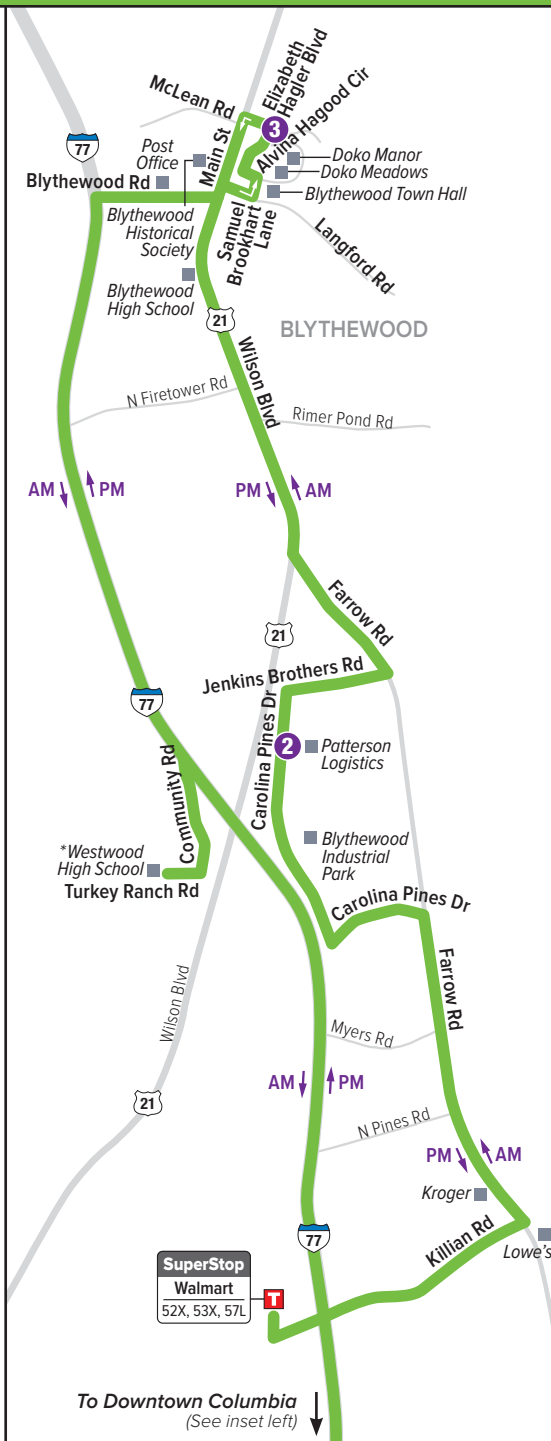 McLean Rd
Elizabeth
Hagler Blvd
Alvina Hagood Cir
3
77
Post
Office
Main St
Doko Manor
Doko Meadows
Blythewood Rd
Blythewood Town Hall
Blythewood
Historical
Society
Samuel
Brookhart
Lane
Langford Rd
Blythewood
High School
21
BLYTHEWOOD
Wilson Blvd
N Firetower Rd
Rimer Pond Rd
AM
PM
PM
AM
Farrow Rd
21
Jenkins Brothers Rd
77
Carolina Pines Dr
2
Patterson
Logistics
Community Rd
Blythewood
Industrial
Park
*Westwood
High School
Turkey Ranch Rd
Carolina Pines Dr
Farrow Rd
Wilson Blvd
Myers Rd
AM
PM
21
N Pines Rd
PM
AM
Kroger
Killian Rd
Lowe's
77
SuperStop
Walmart
52X, 53X, 57L
T
To Downtown Columbia
(See inset left)